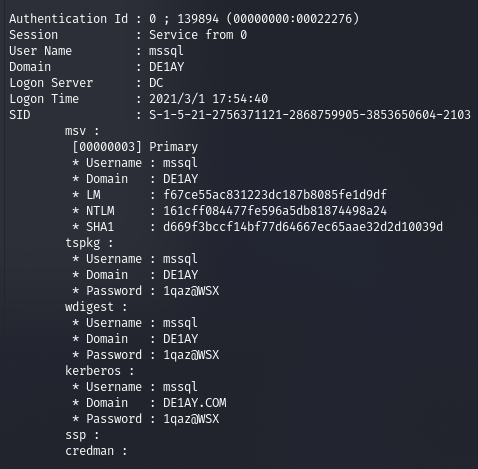 Authentication Id : 0 ; 139894 (00000000:00022276)
Session           : Service from 0
User Name         : mssql
Domain            : DE1AY
Logon Server      : DC
Logon Time        : 2021/3/1 17:54:40
SID               : S-1-5-21-2756371121-2868759905-3853650604-2103
        msv :
         [00000003] Primary
         * Username : mssql
         * Domain   : DE1AY
         * LM       : f67ce55ac831223dc187b8085fe1d9df
         * NTLM     : 161cff084477fe596a5db81874498a24
         * SHA1     : d669f3bccf14bf77d64667ec65aae32d2d10039d
        tspkg :
         * Username : mssql
         * Domain   : DE1AY
         * Password : 1qaz@WSX
        wdigest :
         * Username : mssql
         * Domain   : DE1AY
         * Password : 1qaz@WSX
        kerberos :
         * Username : mssql
         * Domain   : DE1AY.COM
         * Password : 1qaz@WSX
        ssp :
        credman :